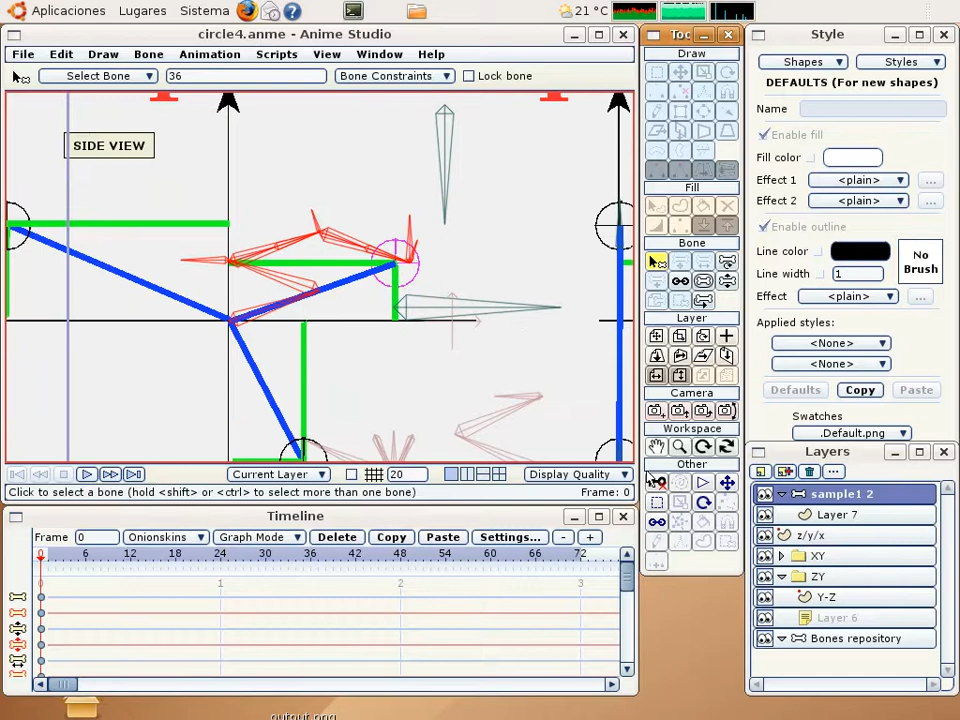 Aplicaciones Lugares Sistema
21 °C
circle4.anme - Anime Studio
File Edit Draw Bone Animation View Window Help
Select Bone
36
Bone Constraints
Lock bone
SIDE VIEW
Current Layer
20
Display Quality
Click to select a bone (hold <shift> or <ctrl> to select more than one bone)
Frame: 0
Timeline
Frame 0
Onionskins
Graph Mode
Delete
Copy
Paste
Settings...
-
+
0 6 12 18 24 30 36 42 48 54 60 66 72
0 1 2 3
output.png
Draw
Fill
Bone
Layer
Camera
Workspace
Other
Style
Shapes
Styles
DEFAULTS (For new shapes)
Name
Enable fill
Fill color
Effect 1 <plain> ...
Effect 2 <plain> ...
Enable outline
Line color
No
Brush
Line width 1
Effect <plain> ...
Applied styles:
<None>
<None>
Defaults Copy Paste
Swatches
.Default.png
Layers
sample1 2
Layer 7
z/y/x
XY
ZY
Y-Z
Layer 6
Bones repository